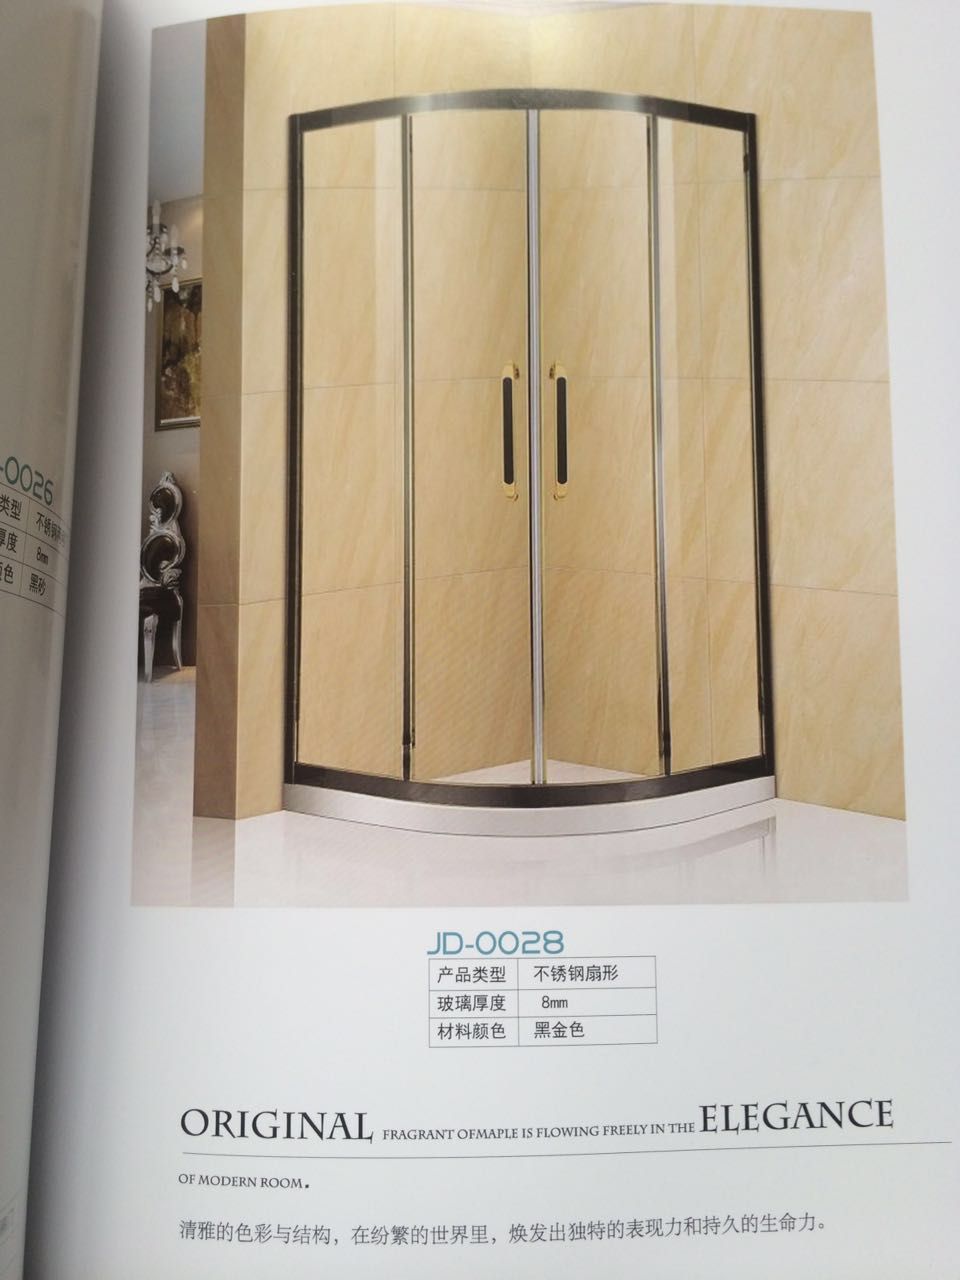 -0026
类型 不锈钢
厚度 8mm
颜色 黑砂
JD-0028
产品类型 不锈钢扇形
玻璃厚度 8mm
材料颜色 黑金色
ORIGINAL FRAGRANT OFMAPLE IS FLOWING FREELY IN THE ELEGANCE
OF MODERN ROOM.
清雅的色彩与结构，在纷繁的世界里，焕发出独特的表现力和持久的生命力。